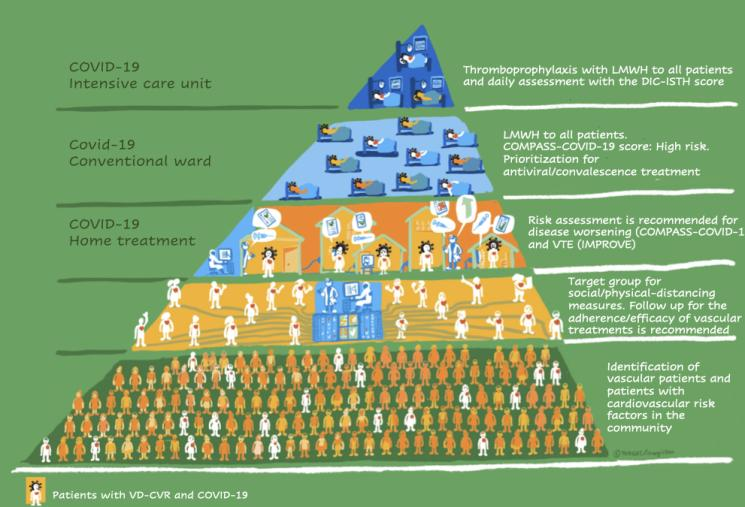 COVID-19
Intensive care unit
Thromboprophylaxis with LMWH to all patients
and daily assessment with the DIC-ISTH score
Covid-19
Conventional ward
LMWH to all patients.
COMPASS-COVID-19 score: High risk.
Prioritization for
antiviral/convalescence treatment
COVID-19
Home treatment
Risk assessment is recommended for
disease worsening (COMPASS-COVID-1
and VTE (IMPROVE)
Target group for
social/physical-distancing
measures. Follow up for the
adherence/efficacy of vascular
treatments is recommended
Identification of
vascular patients and
patients with
cardiovascular risk
factors in the
community
Patients with VD-CVR and COVID-19